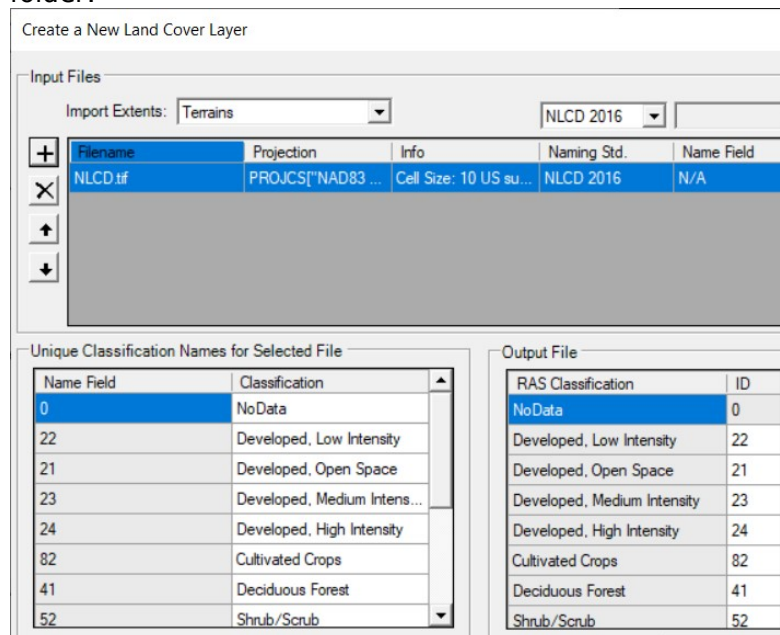 folder.
Create a New Land Cover Layer
Input Files
Import Extents: Terrains NLCD 2016
Filename Projection Info Naming Std. Name Field
NLCD.tif PROJCS["NAD83 ... Cell Size: 10 US su... NLCD 2016 N/A
Unique Classification Names for Selected File
Name Field Classification
0 NoData
22 Developed, Low Intensity
21 Developed, Open Space
23 Developed, Medium Intens...
24 Developed, High Intensity
82 Cultivated Crops
41 Deciduous Forest
52 Shrub/Scrub
Output File
RAS Classification ID
NoData 0
Developed, Low Intensity 22
Developed, Open Space 21
Developed, Medium Intensity 23
Developed, High Intensity 24
Cultivated Crops 82
Deciduous Forest 41
Shrub/Scrub 52